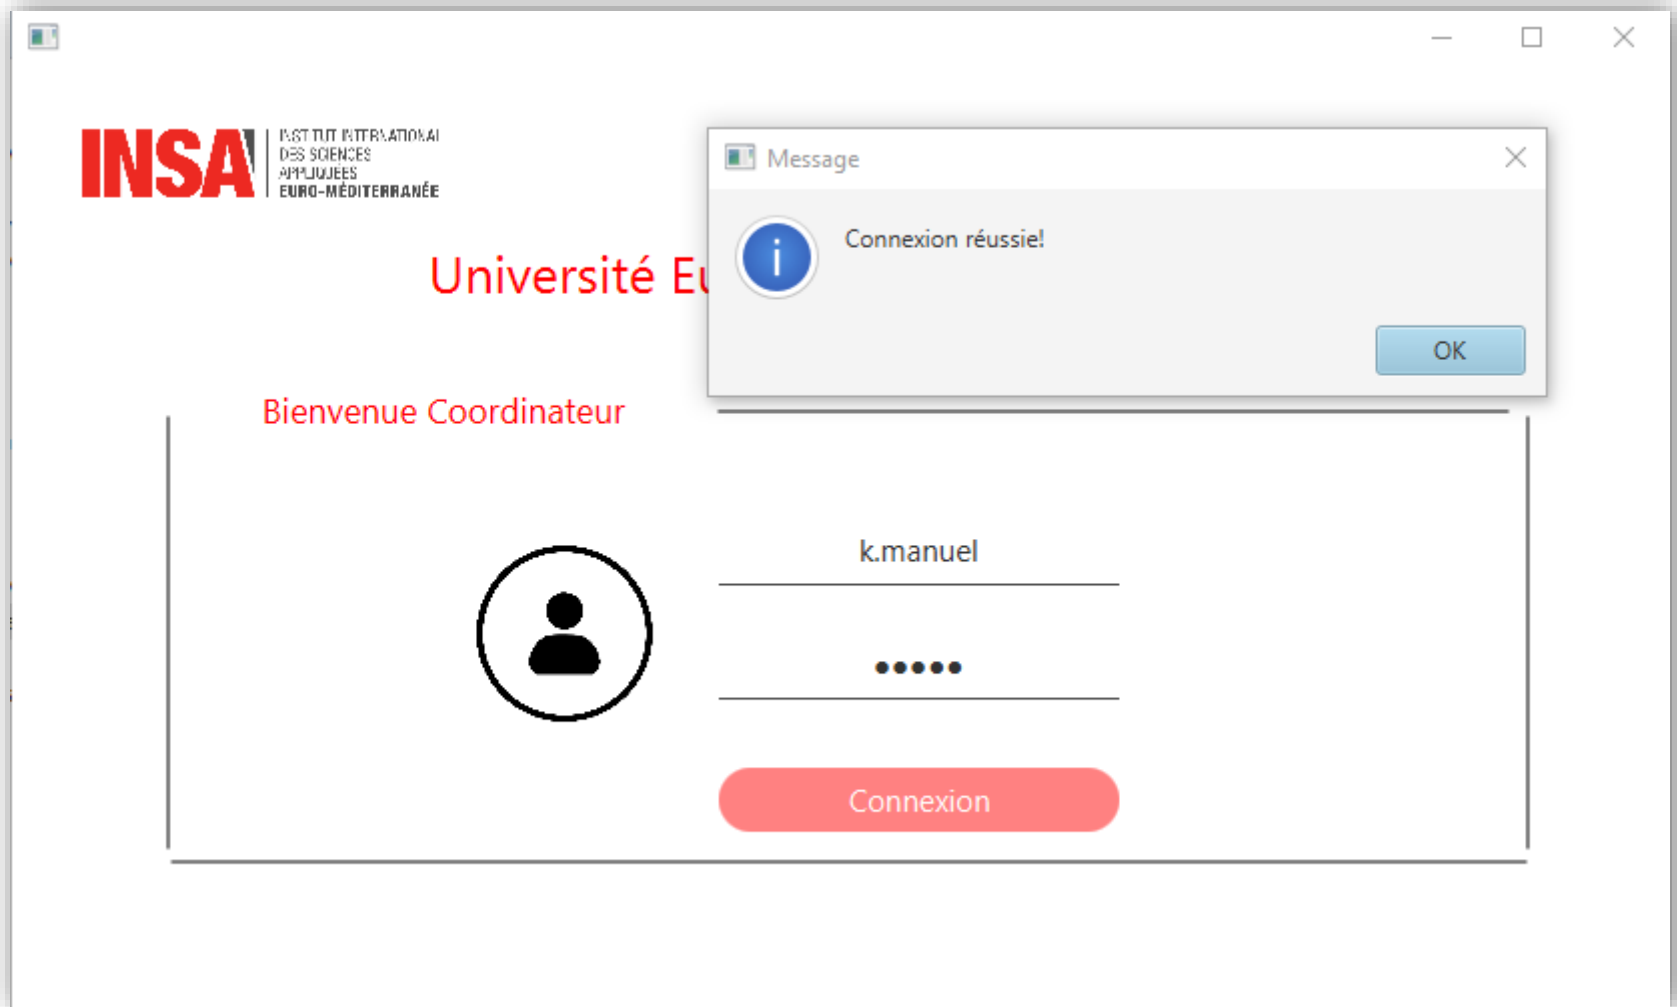 INSA
INSTITUT INTERNATIONAL
DES SCIENCES
APPLIQUÉES
EURO-MÉDITERRANÉE
Message
Connexion réussie!
OK
Université Eu
Bienvenue Coordinateur
k.manuel
•••••
Connexion